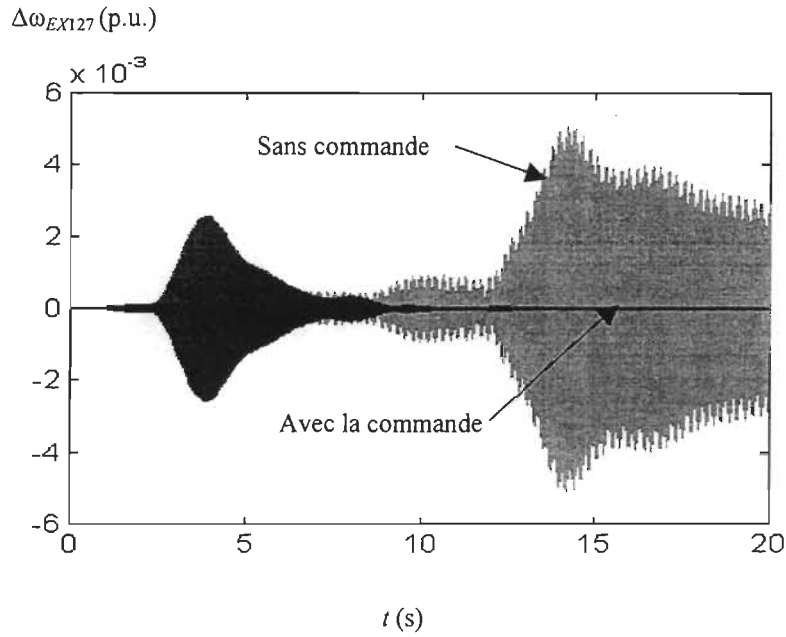 Δω_EX127 (p.u.)
x 10^-3
6
4
2
0
-2
-4
-6
Sans commande
Avec la commande
0 5 10 15 20
t (s)